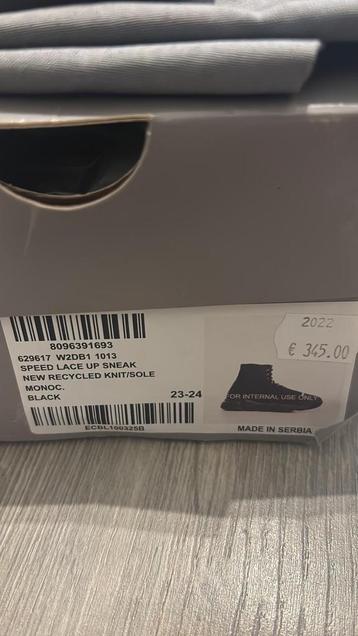 2022
€ 345.00
8096391693
629617 W2DB1 1013
SPEED LACE UP SNEAK
NEW RECYCLED KNIT/SOLE
MONOC.
BLACK
23-24
FOR INTERNAL USE ONLY
ECBL100325B
MADE IN SERBIA